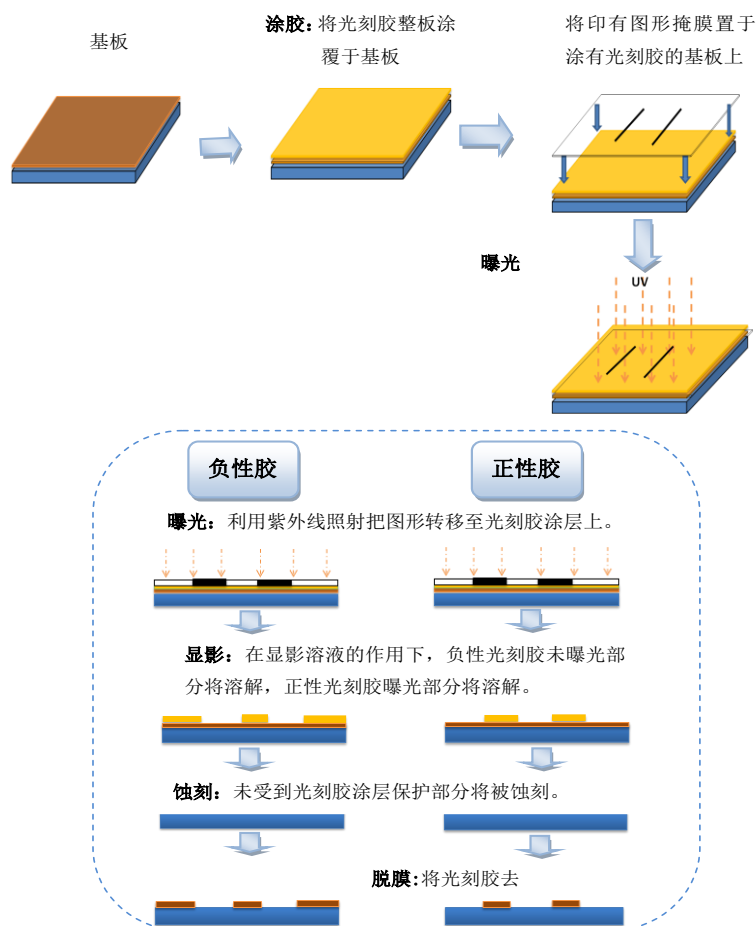 基板
涂胶：将光刻胶整板涂
覆于基板
将印有图形掩膜置于
涂有光刻胶的基板上
曝光
UV
负性胶
正性胶
曝光：利用紫外线照射把图形转移至光刻胶涂层上。
显影：在显影溶液的作用下，负性光刻胶未曝光部
分将溶解，正性光刻胶曝光部分将溶解。
蚀刻：未受到光刻胶涂层保护部分将被蚀刻。
脱膜:将光刻胶去